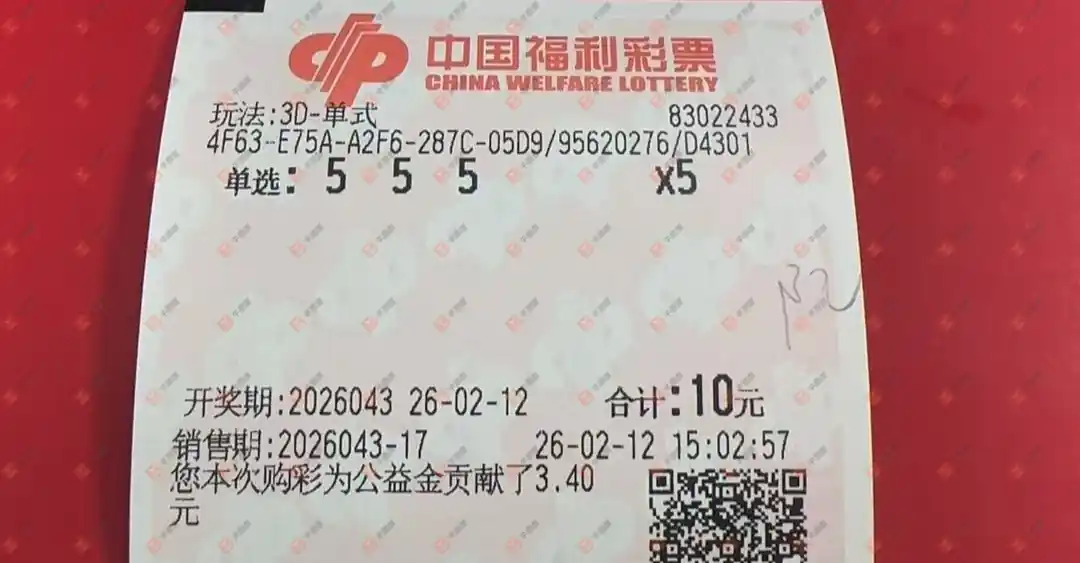 中国福利彩票
CHINA WELFARE LOTTERY
玩法:3D-单式 83022433
4F63-E75A-A2F6-287C-05D9/95620276/D4301
单选: 5 5 5 x5
开奖期:2026043 26-02-12 合计:10元
销售期:2026043-17 26-02-12 15:02:57
您本次购彩为公益金贡献了3.40
元